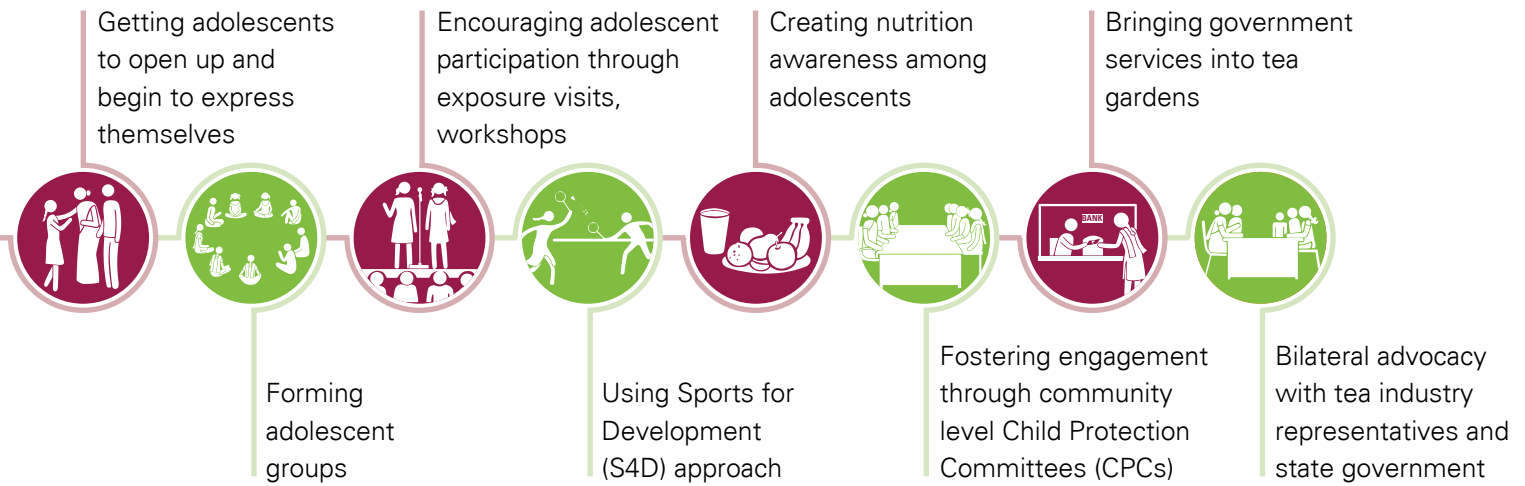 Getting adolescents
to open up and
begin to express
themselves
Forming
adolescent
groups
Encouraging adolescent
participation through
exposure visits,
workshops
Using Sports for
Development
(S4D) approach
Creating nutrition
awareness among
adolescents
Fostering engagement
through community
level Child Protection
Committees (CPCs)
Bringing government
services into tea
gardens
BANK
Bilateral advocacy
with tea industry
representatives and
state government